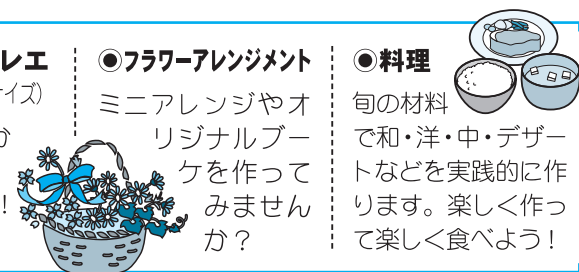 レエ
イズ)
か
!
◉フラワーアレンジメント
ミニアレンジやオ
リジナルブー
ケを作って
みません
か?
◉料理
旬の材料
で和・洋・中・デザー
トなどを実践的に作
ります。楽しく作っ
て楽しく食べよう!